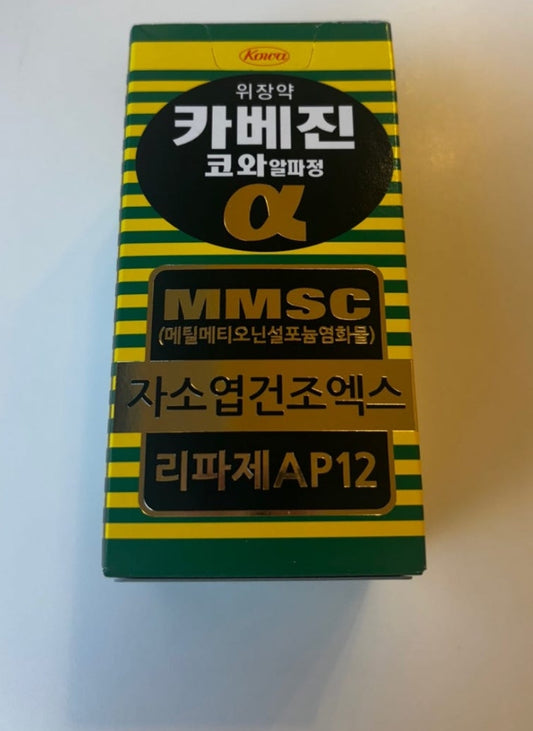 Kowa
위장약
카베진
코와알파정
α
MMSC
(메틸메티오닌설포늄염화물)
자소엽건조엑스
리파제AP12